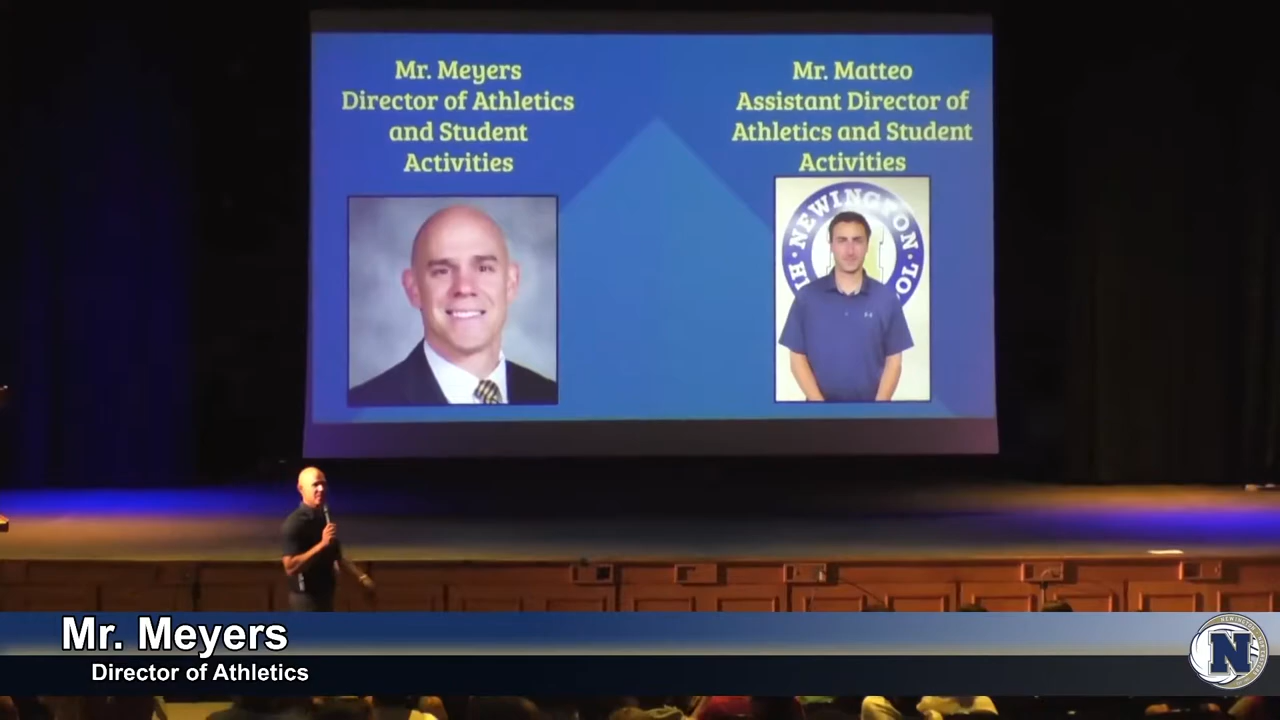 Mr. Meyers
Director of Athletics
and Student
Activities
Mr. Matteo
Assistant Director of
Athletics and Student
Activities
NEWINGTON
Mr. Meyers
Director of Athletics
N